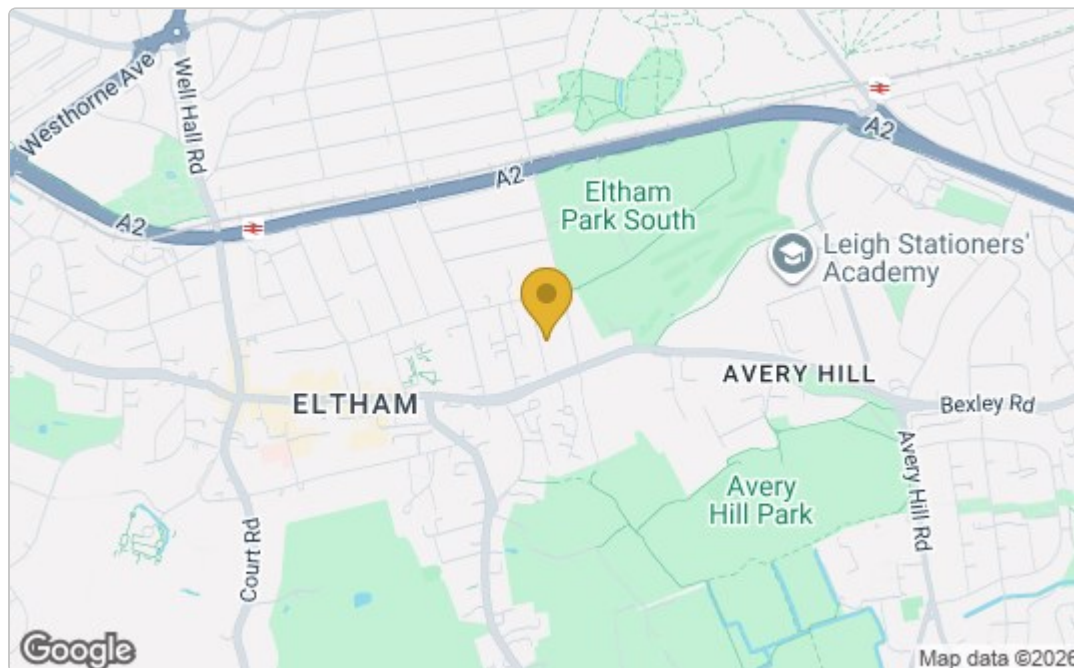 Westhorne Ave
Well Hall Rd
A2
A2
A2
Eltham
Park South
Leigh Stationers'
Academy
ELTHAM
AVERY HILL
Bexley Rd
Avery Hill Rd
Avery
Hill Park
Court Rd
Google
Map data ©2026